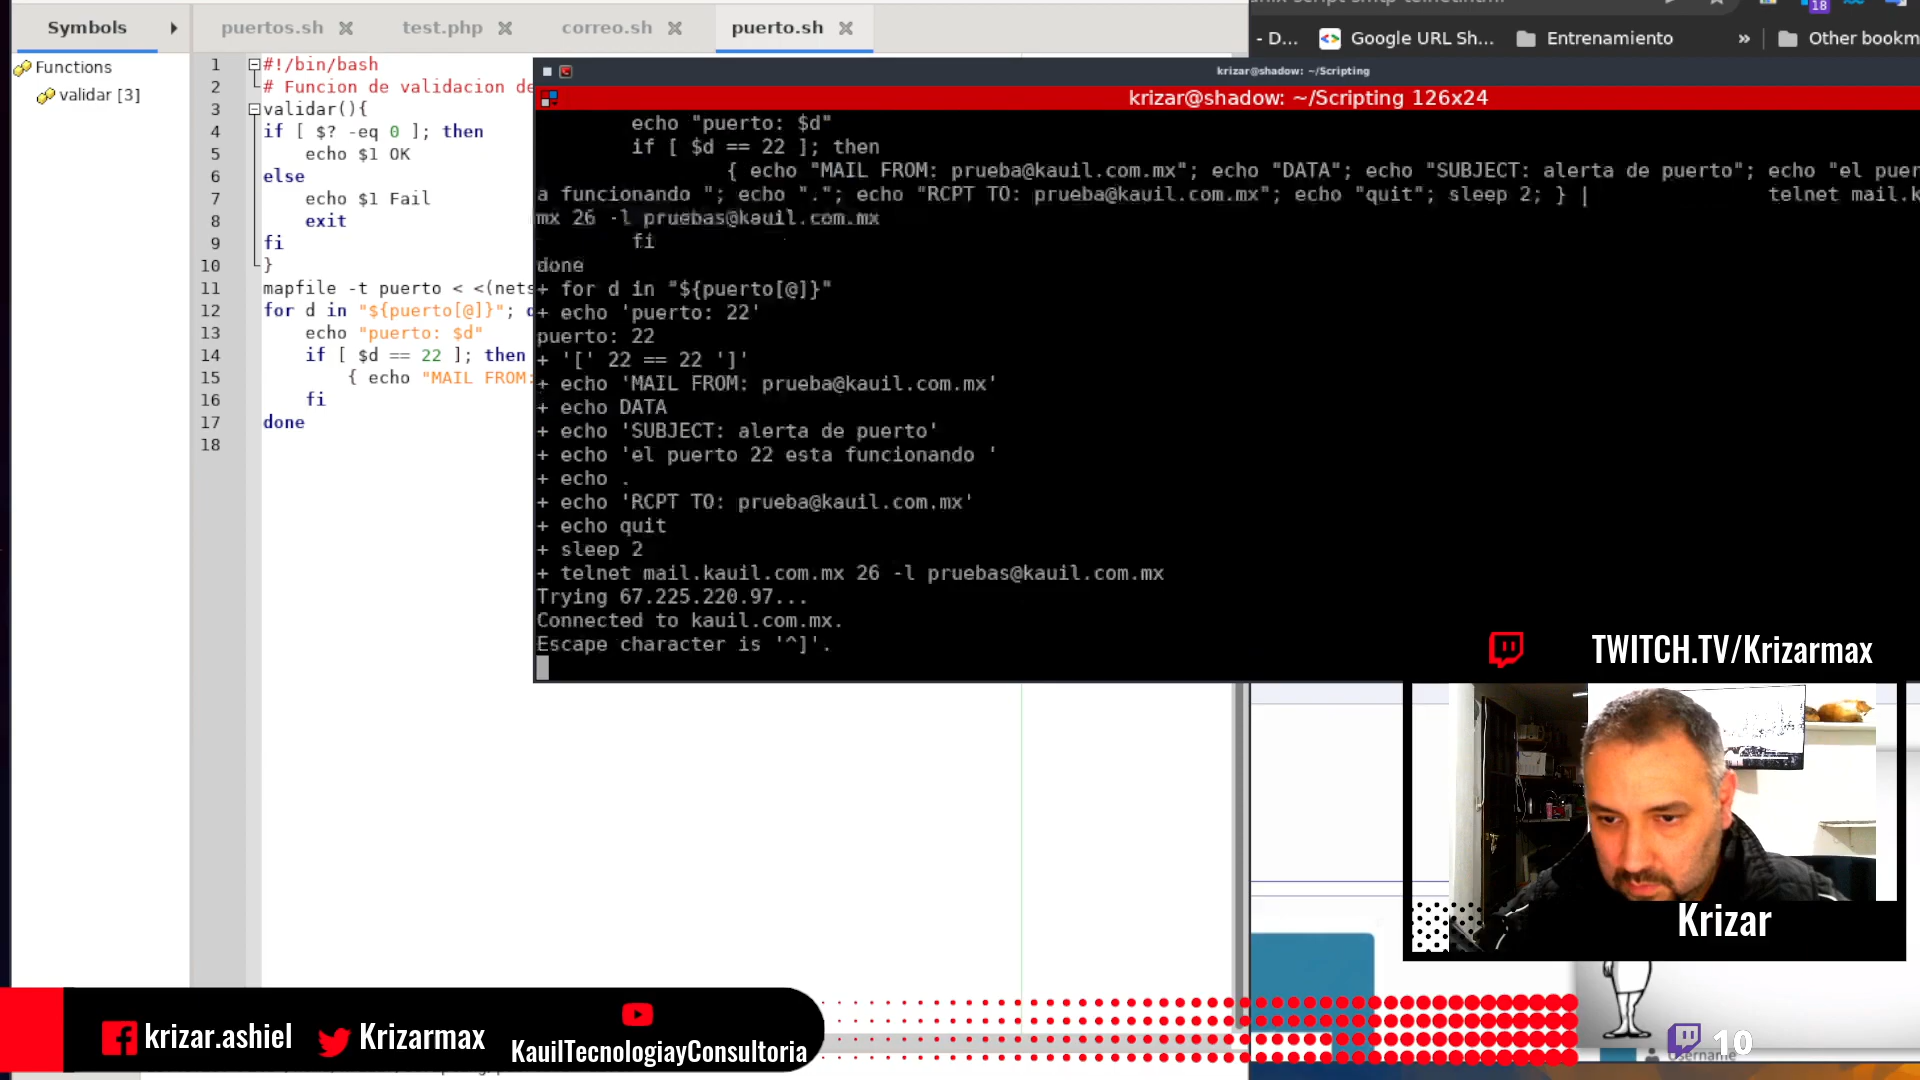 Symbols
puertos.sh
test.php
correo.sh
puerto.sh
18
- D...
Google URL Sh...
Entrenamiento
»
Other bookm
Functions
validar [3]
1 #!/bin/bash
2 # Funcion de validacion de
3 validar(){
4 if [ $? -eq 0 ]; then
5 echo $1 OK
6 else
7 echo $1 Fail
8 exit
9 fi
10 }
11 mapfile -t puerto < <(nets
12 for d in "${puerto[@]}"; d
13 echo "puerto: $d"
14 if [ $d == 22 ]; then
15 { echo "MAIL FROM:
16 fi
17 done
18
krizar@shadow: ~/Scripting
krizar@shadow: ~/Scripting 126x24
echo "puerto: $d"
if [ $d == 22 ]; then
{ echo "MAIL FROM: prueba@kauil.com.mx"; echo "DATA"; echo "SUBJECT: alerta de puerto"; echo "el puer
a funcionando "; echo "."; echo "RCPT TO: prueba@kauil.com.mx"; echo "quit"; sleep 2; } | telnet mail.k
mx 26 -l pruebas@kauil.com.mx
fi
done
+ for d in "${puerto[@]}"
+ echo 'puerto: 22'
puerto: 22
+ '[' 22 == 22 ']'
+ echo 'MAIL FROM: prueba@kauil.com.mx'
+ echo DATA
+ echo 'SUBJECT: alerta de puerto'
+ echo 'el puerto 22 esta funcionando '
+ echo .
+ echo 'RCPT TO: prueba@kauil.com.mx'
+ echo quit
+ sleep 2
+ telnet mail.kauil.com.mx 26 -l pruebas@kauil.com.mx
Trying 67.225.220.97...
Connected to kauil.com.mx.
Escape character is '^]'.
TWITCH.TV/Krizarmax
Krizar
krizar.ashiel
Krizarmax
KauilTecnologiayConsultoria
10
Username